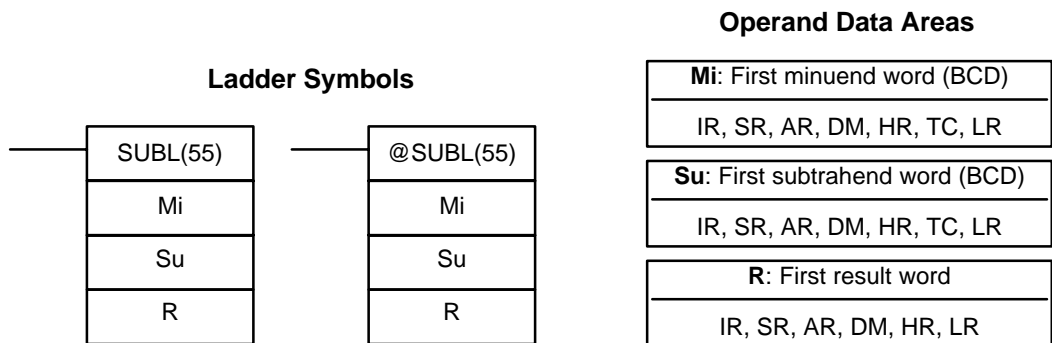 Ladder Symbols
SUBL(55)
Mi
Su
R
@SUBL(55)
Mi
Su
R
Operand Data Areas
Mi: First minuend word (BCD)
IR, SR, AR, DM, HR, TC, LR
Su: First subtrahend word (BCD)
IR, SR, AR, DM, HR, TC, LR
R: First result word
IR, SR, AR, DM, HR, LR